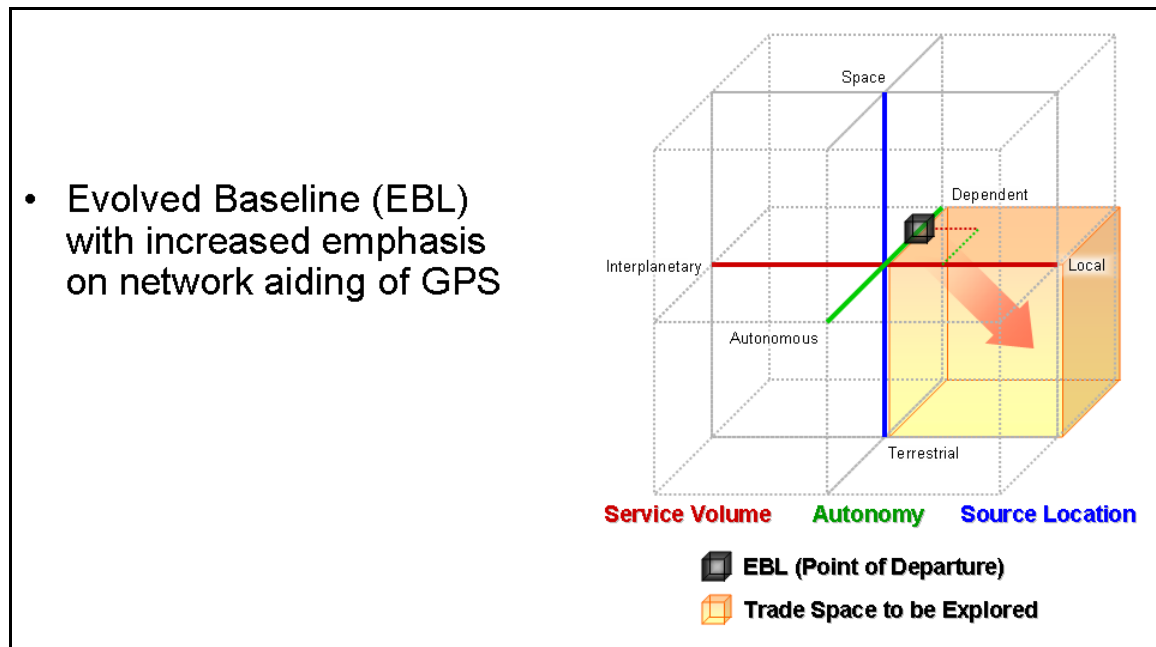 • Evolved Baseline (EBL)
with increased emphasis
on network aiding of GPS
Space
Dependent
Interplanetary
Local
Autonomous
Terrestrial
Service Volume Autonomy Source Location
EBL (Point of Departure)
Trade Space to be Explored